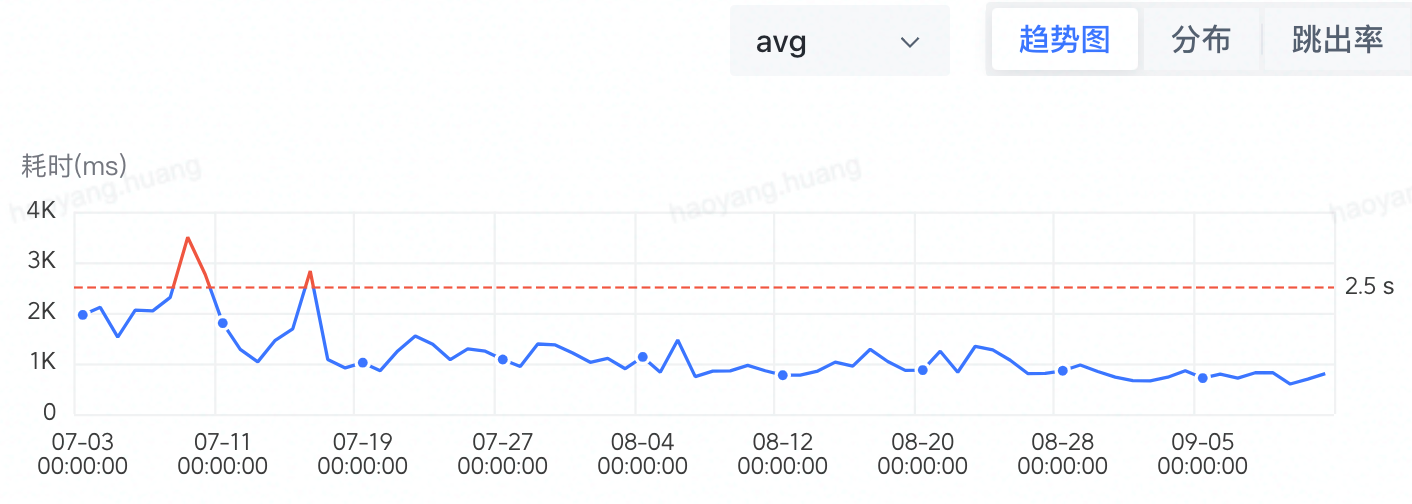 avg
趋势图
分布
跳出率
耗时(ms)
haoyang.huang
haoyang.huang
haoyang
4K
3K
2.5 s
2K
1K
0
07-03
00:00:00
07-11
00:00:00
07-19
00:00:00
07-27
00:00:00
08-04
00:00:00
08-12
00:00:00
08-20
00:00:00
08-28
00:00:00
09-05
00:00:00